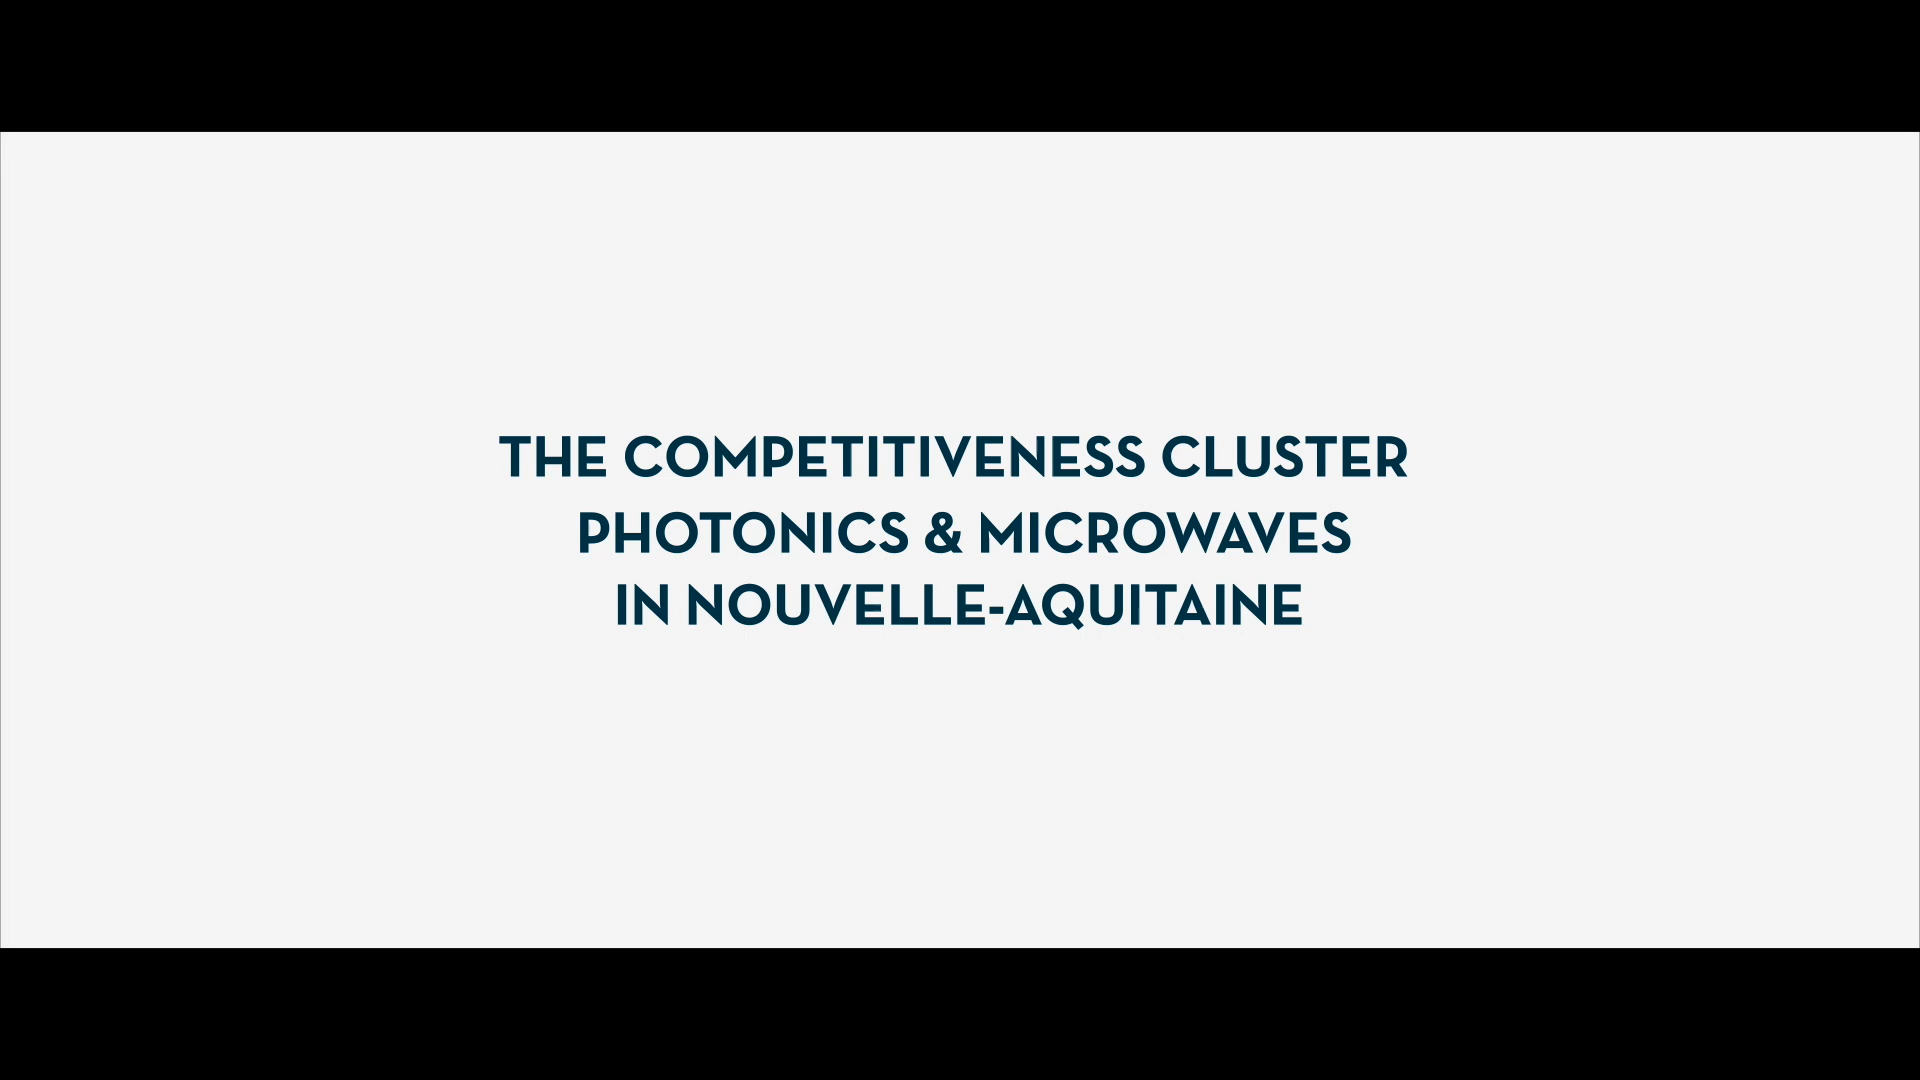 THE COMPETITIVENESS CLUSTER
PHOTONICS & MICROWAVES
IN NOUVELLE-AQUITAINE